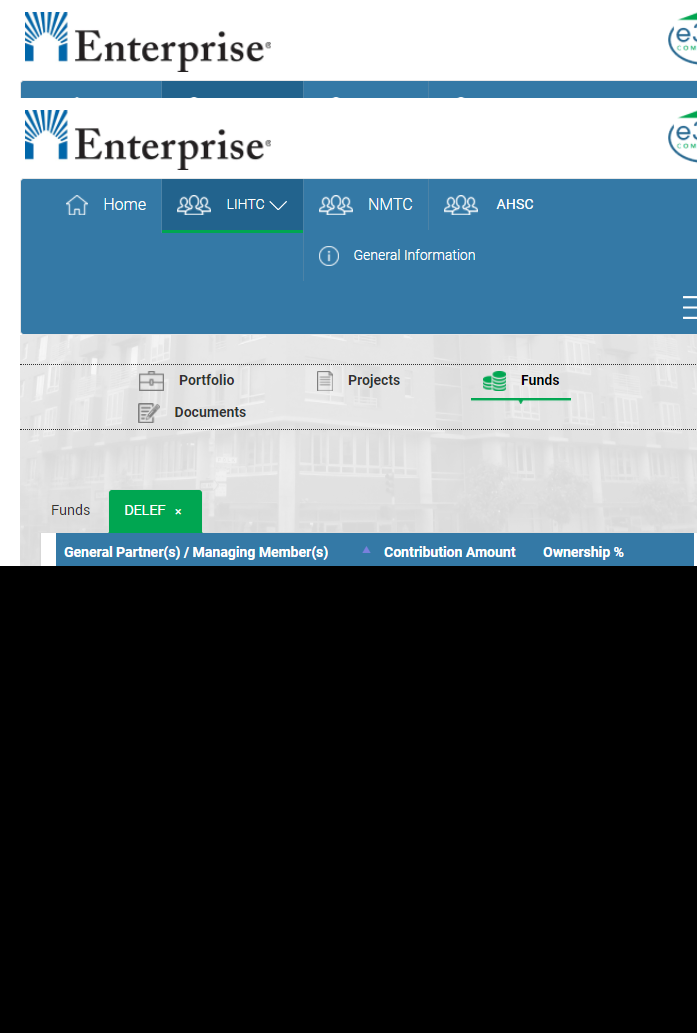 Enterprise®
Enterprise®
Home LIHTC NMTC AHSC
General Information
Portfolio Projects Funds
Documents
Funds DELEF ×
General Partner(s) / Managing Member(s) Contribution Amount Ownership %